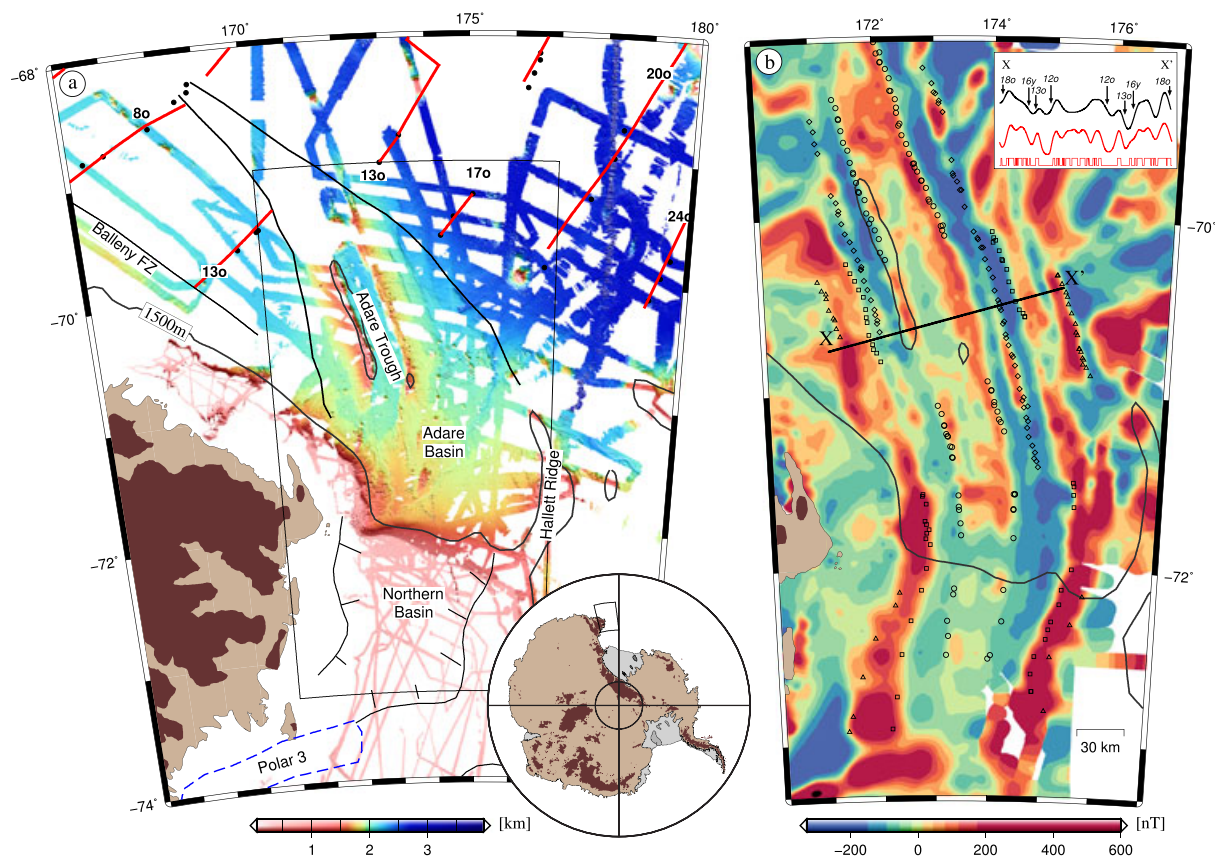 170˚
175˚
180˚
−68˚
a
8o
20o
13o
17o
24o
Balleny FZ
13o
−70˚
1500m
Adare Trough
Adare
Basin
Hallett Ridge
−72˚
Northern
Basin
Polar 3
−74˚
1
2
3
[km]
172˚
174˚
176˚
b
X
X'
18o
16y
13o
12o
12o
13o
16y
18o
−70˚
X'
X
−72˚
30 km
−200
0
200
400
600
[nT]